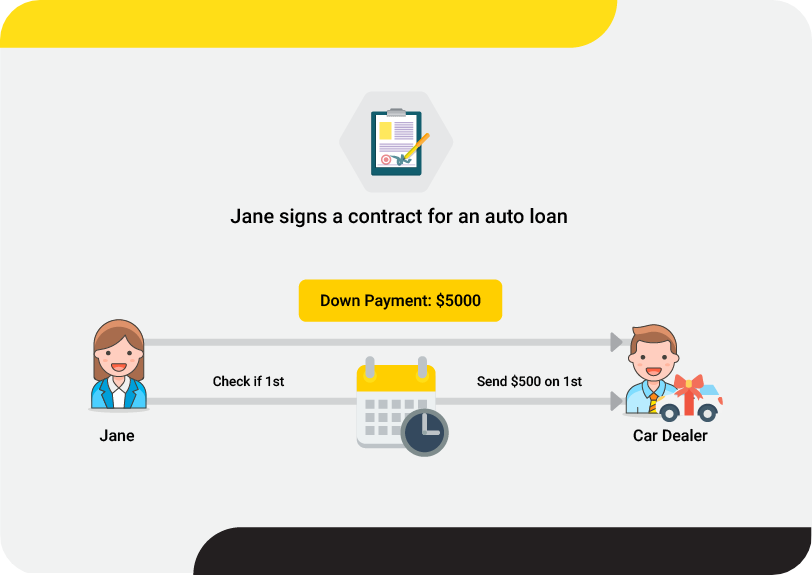 Jane signs a contract for an auto loan
Down Payment: $5000
Check if 1st
Send $500 on 1st
Jane
Car Dealer